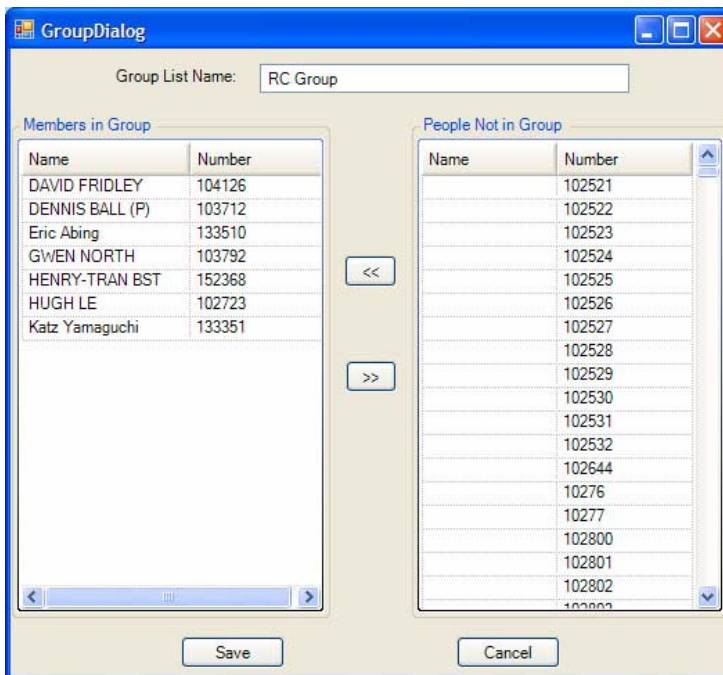 GroupDialog
Group List Name: RC Group
Members in Group
Name Number
DAVID FRIDLEY 104126
DENNIS BALL (P) 103712
Eric Abing 133510
GWEN NORTH 103792
HENRY-TRAN BST 152368
HUGH LE 102723
Katz Yamaguchi 133351
<<
>>
People Not in Group
Name Number
102521
102522
102523
102524
102525
102526
102527
102528
102529
102530
102531
102532
102644
10276
10277
102800
102801
102802
Save Cancel